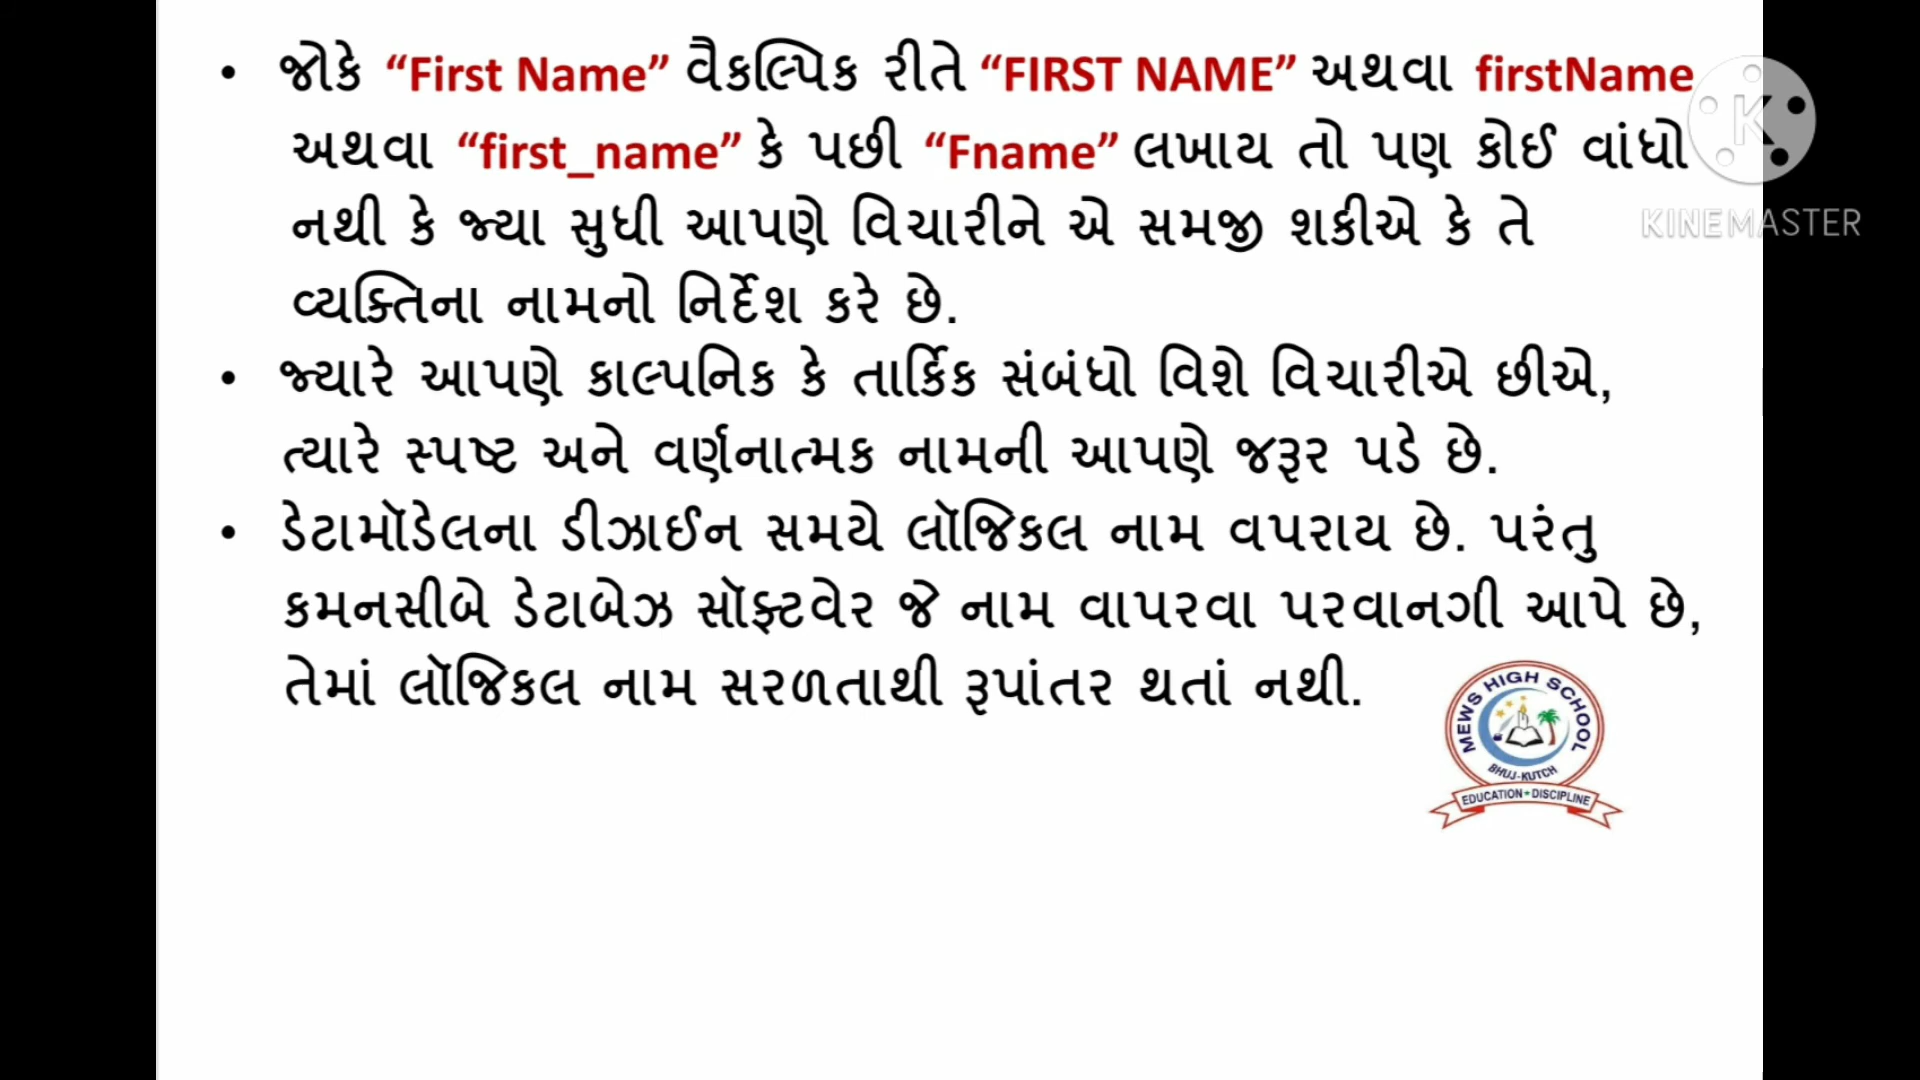 • જોકે “First Name” વૈકલ્પિક રીતે “FIRST NAME” અથવા firstName
અથવા “first_name” કે પછી “Fname” લખાય તો પણ કોઈ વાંધો
નથી કે જ્યા સુધી આપણે વિચારીને એ સમજી શકીએ કે તે
વ્યક્તિના નામનો નિર્દેશ કરે છે.
• જ્યારે આપણે કાલ્પનિક કે તાર્કિક સંબંધો વિશે વિચારીએ છીએ,
ત્યારે સ્પષ્ટ અને વર્ણનાત્મક નામની આપણે જરૂર પડે છે.
• ડેટામૉડેલના ડીઝાઈન સમયે લૉજિકલ નામ વપરાય છે. પરંતુ
કમનસીબે ડેટાબેઝ સૉફ્ટવેર જે નામ વાપરવા પરવાનગી આપે છે,
તેમાં લૉજિકલ નામ સરળતાથી રૂપાંતર થતાં નથી.
K
KINEMASTER
MEWS HIGH SCHOOL
BHUJ-KUTCH
EDUCATION★DISCIPLINE